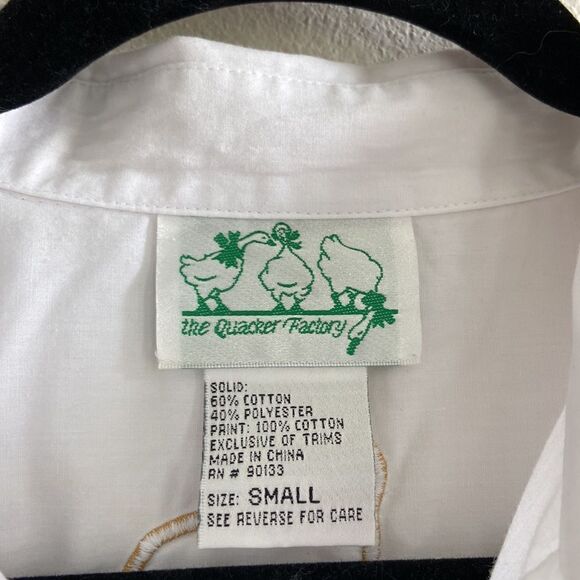 the Quacker Factory
SOLID:
60% COTTON
40% POLYESTER
PRINT: 100% COTTON
EXCLUSIVE OF TRIMS
MADE IN CHINA
RN # 90133
SIZE: SMALL
SEE REVERSE FOR CARE